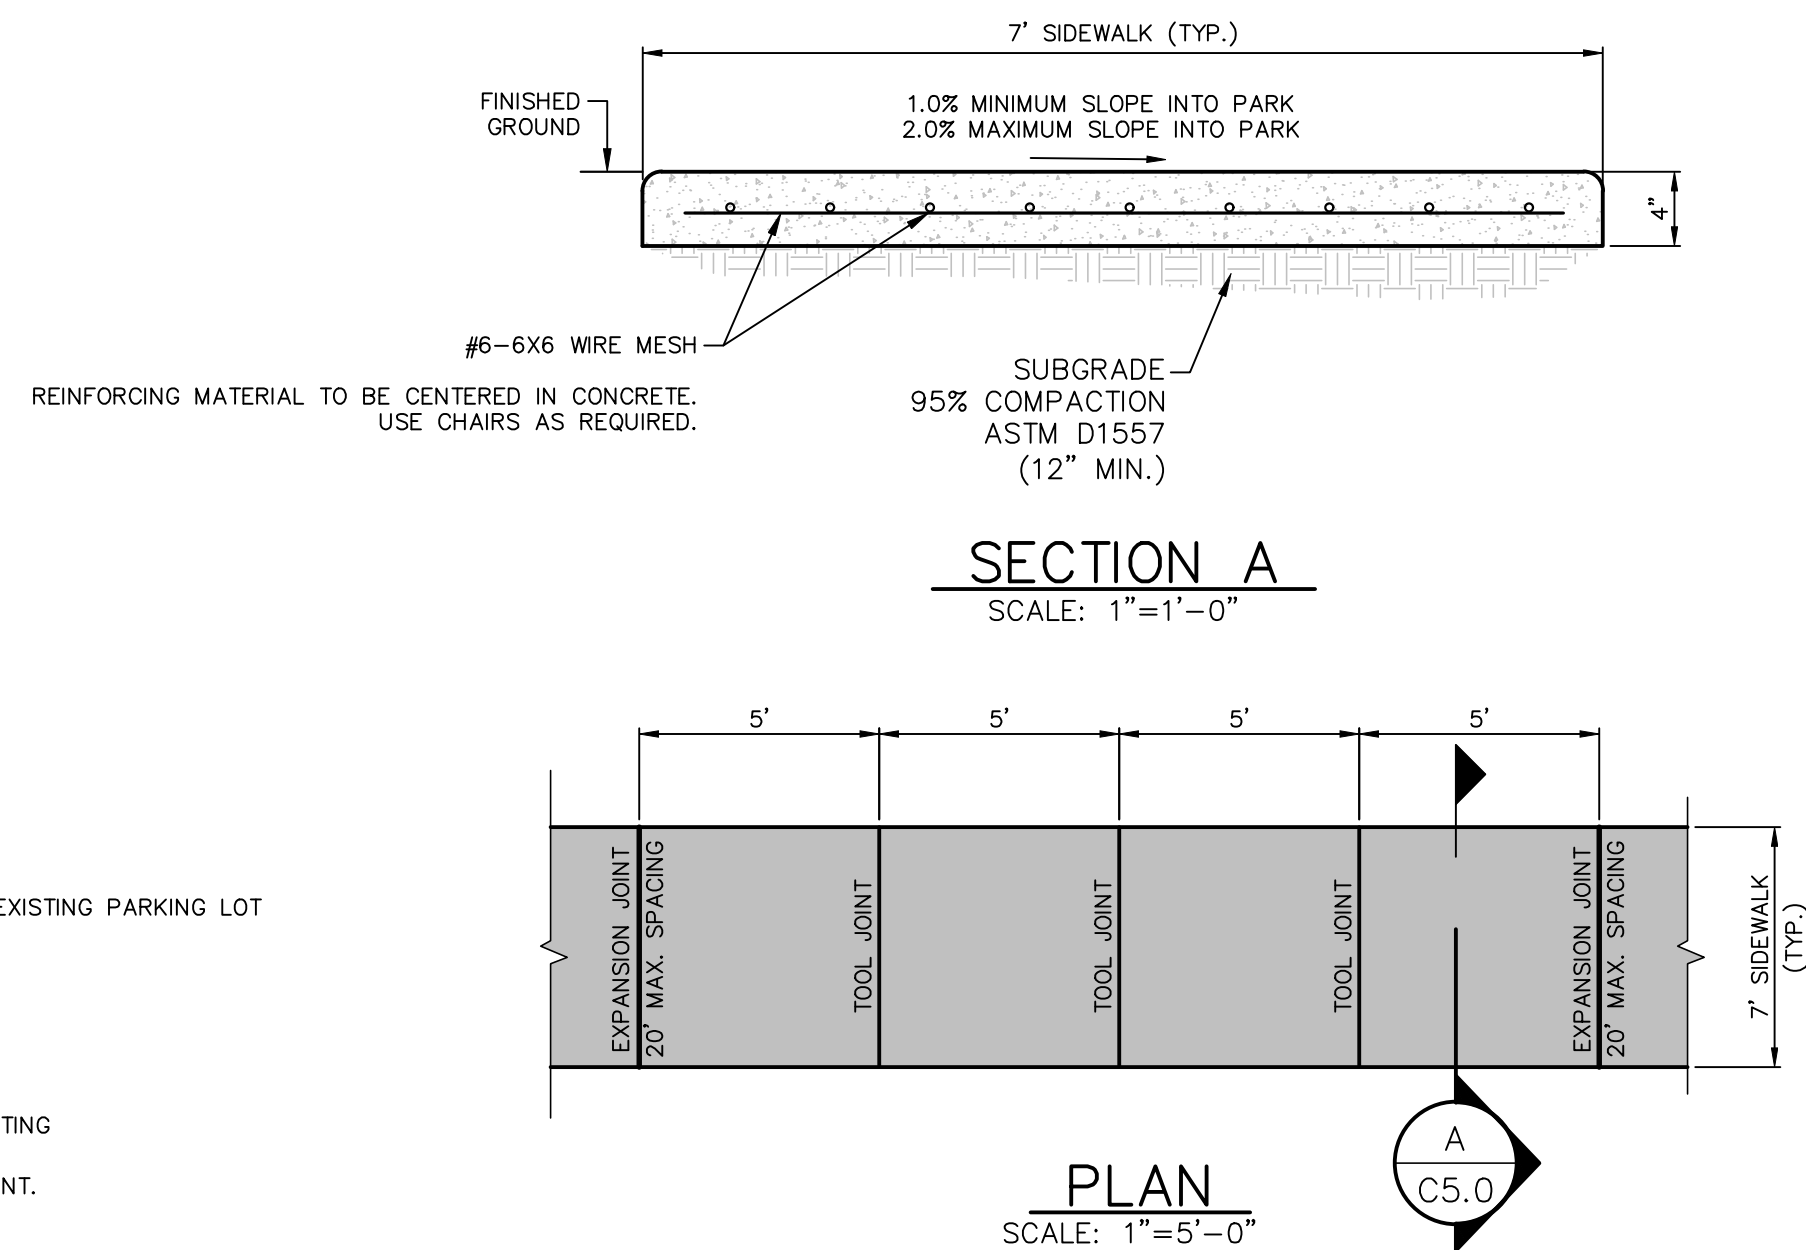 7' SIDEWALK (TYP.)
FINISHED
GROUND
1.0% MINIMUM SLOPE INTO PARK
2.0% MAXIMUM SLOPE INTO PARK
4"
#6-6X6 WIRE MESH
REINFORCING MATERIAL TO BE CENTERED IN CONCRETE.
USE CHAIRS AS REQUIRED.
SUBGRADE
95% COMPACTION
ASTM D1557
(12" MIN.)
SECTION A
SCALE: 1"=1'-0"
5'
5'
5'
5'
EXPANSION JOINT
20' MAX. SPACING
TOOL JOINT
TOOL JOINT
TOOL JOINT
EXPANSION JOINT
20' MAX. SPACING
7' SIDEWALK
(TYP.)
EXISTING PARKING LOT
TING
NT.
A
C5.0
PLAN
SCALE: 1"=5'-0"